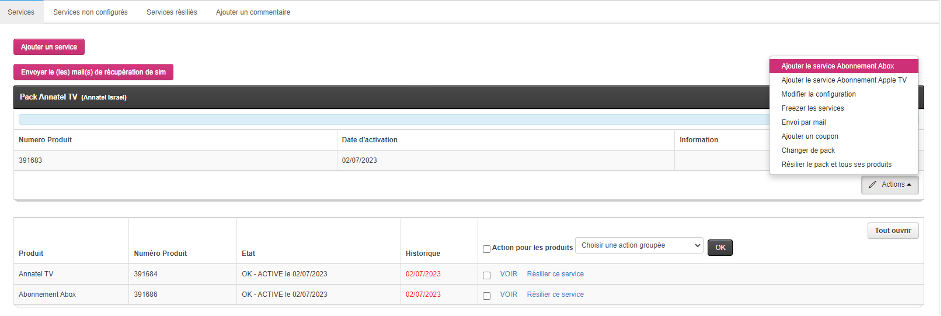 Services Services non configurés Services résiliés Ajouter un commentaire
Ajouter un service
Envoyer le (les) mail(s) de récupération de sim
Pack Annatel TV (Annatel Israel)
Ajouter le service Abonnement Abox
Ajouter le service Abonnement Apple TV
Modifier la configuration
Freezer les services
Envoi par mail
Ajouter un coupon
Changer de pack
Résilier le pack et tous ses produits
Numero Produit Date d'activation Information
391683 02/07/2023
Actions
Tout ouvrir
Produit Numéro Produit Etat Historique Action pour les produits Choisir une action groupée OK
Annatel TV 391684 OK - ACTIVE le 02/07/2023 02/07/2023 VOIR Résilier ce service
Abonnement Abox 391686 OK - ACTIVE le 02/07/2023 02/07/2023 VOIR Résilier ce service